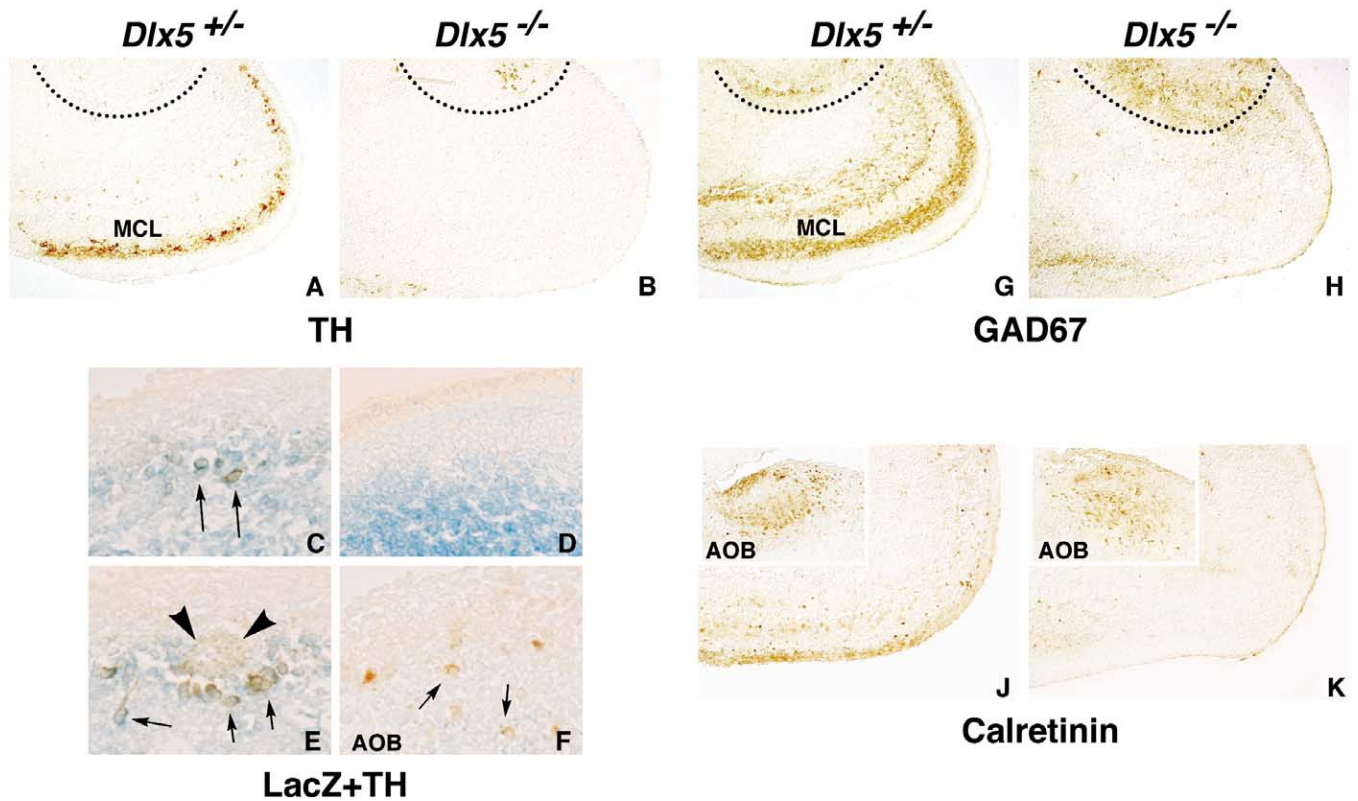 Dlx5 +/- Dlx5 -/- Dlx5 +/- Dlx5 -/-
MCL A B MCL G H
TH GAD67
C D
E AOB F
LacZ+TH
AOB J AOB K
Calretinin